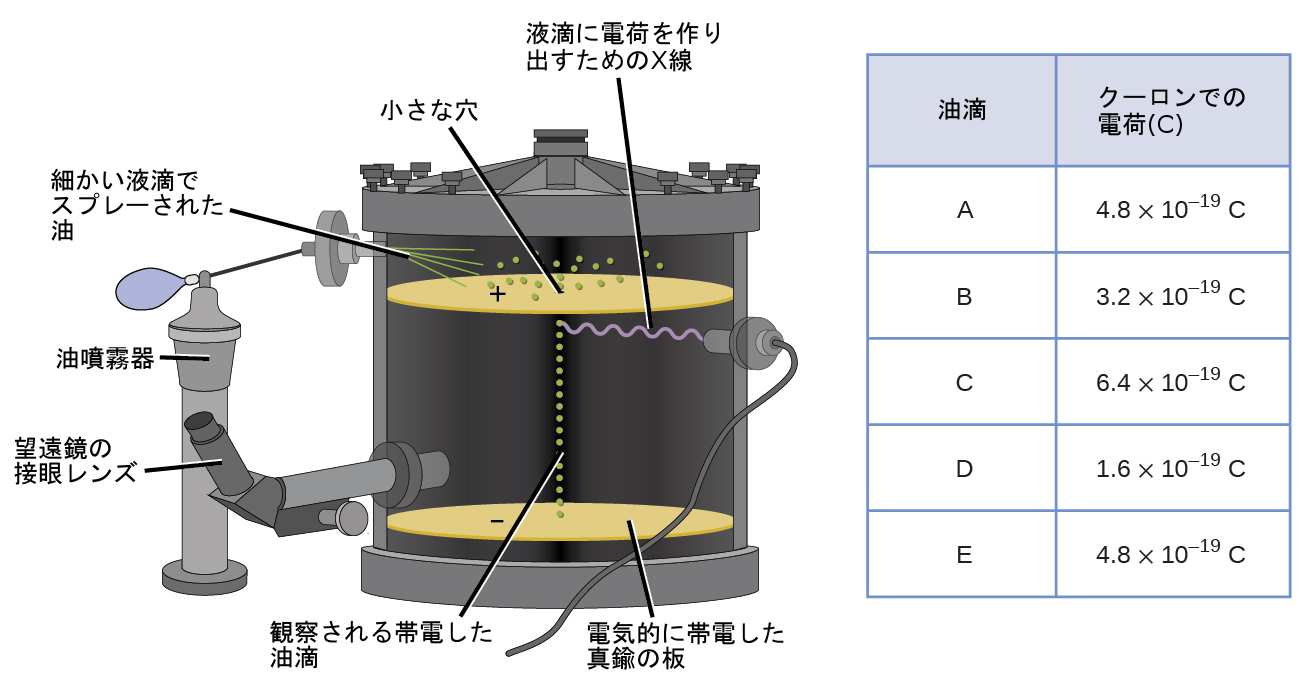 液滴に電荷を作り
出すためのX線
小さな穴
細かい液滴で
スプレーされた
油
+
油噴霧器
望遠鏡の
接眼レンズ
−
観察される帯電した
油滴
電気的に帯電した
真鍮の板
油滴 クーロンでの
電荷(C)
A 4.8 × 10⁻¹⁹ C
B 3.2 × 10⁻¹⁹ C
C 6.4 × 10⁻¹⁹ C
D 1.6 × 10⁻¹⁹ C
E 4.8 × 10⁻¹⁹ C